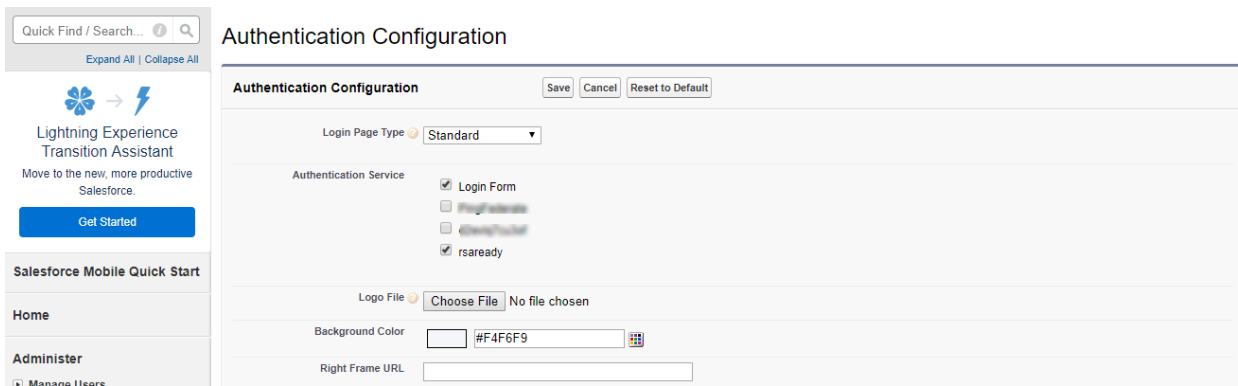 Quick Find / Search...
Expand All | Collapse All
Lightning Experience
Transition Assistant
Move to the new, more productive
Salesforce.
Get Started
Salesforce Mobile Quick Start
Home
Administer
Manage Users
Authentication Configuration
Authentication Configuration Save Cancel Reset to Default
Login Page Type Standard
Authentication Service
Login Form
rsaready
Logo File Choose File No file chosen
Background Color #F4F6F9
Right Frame URL